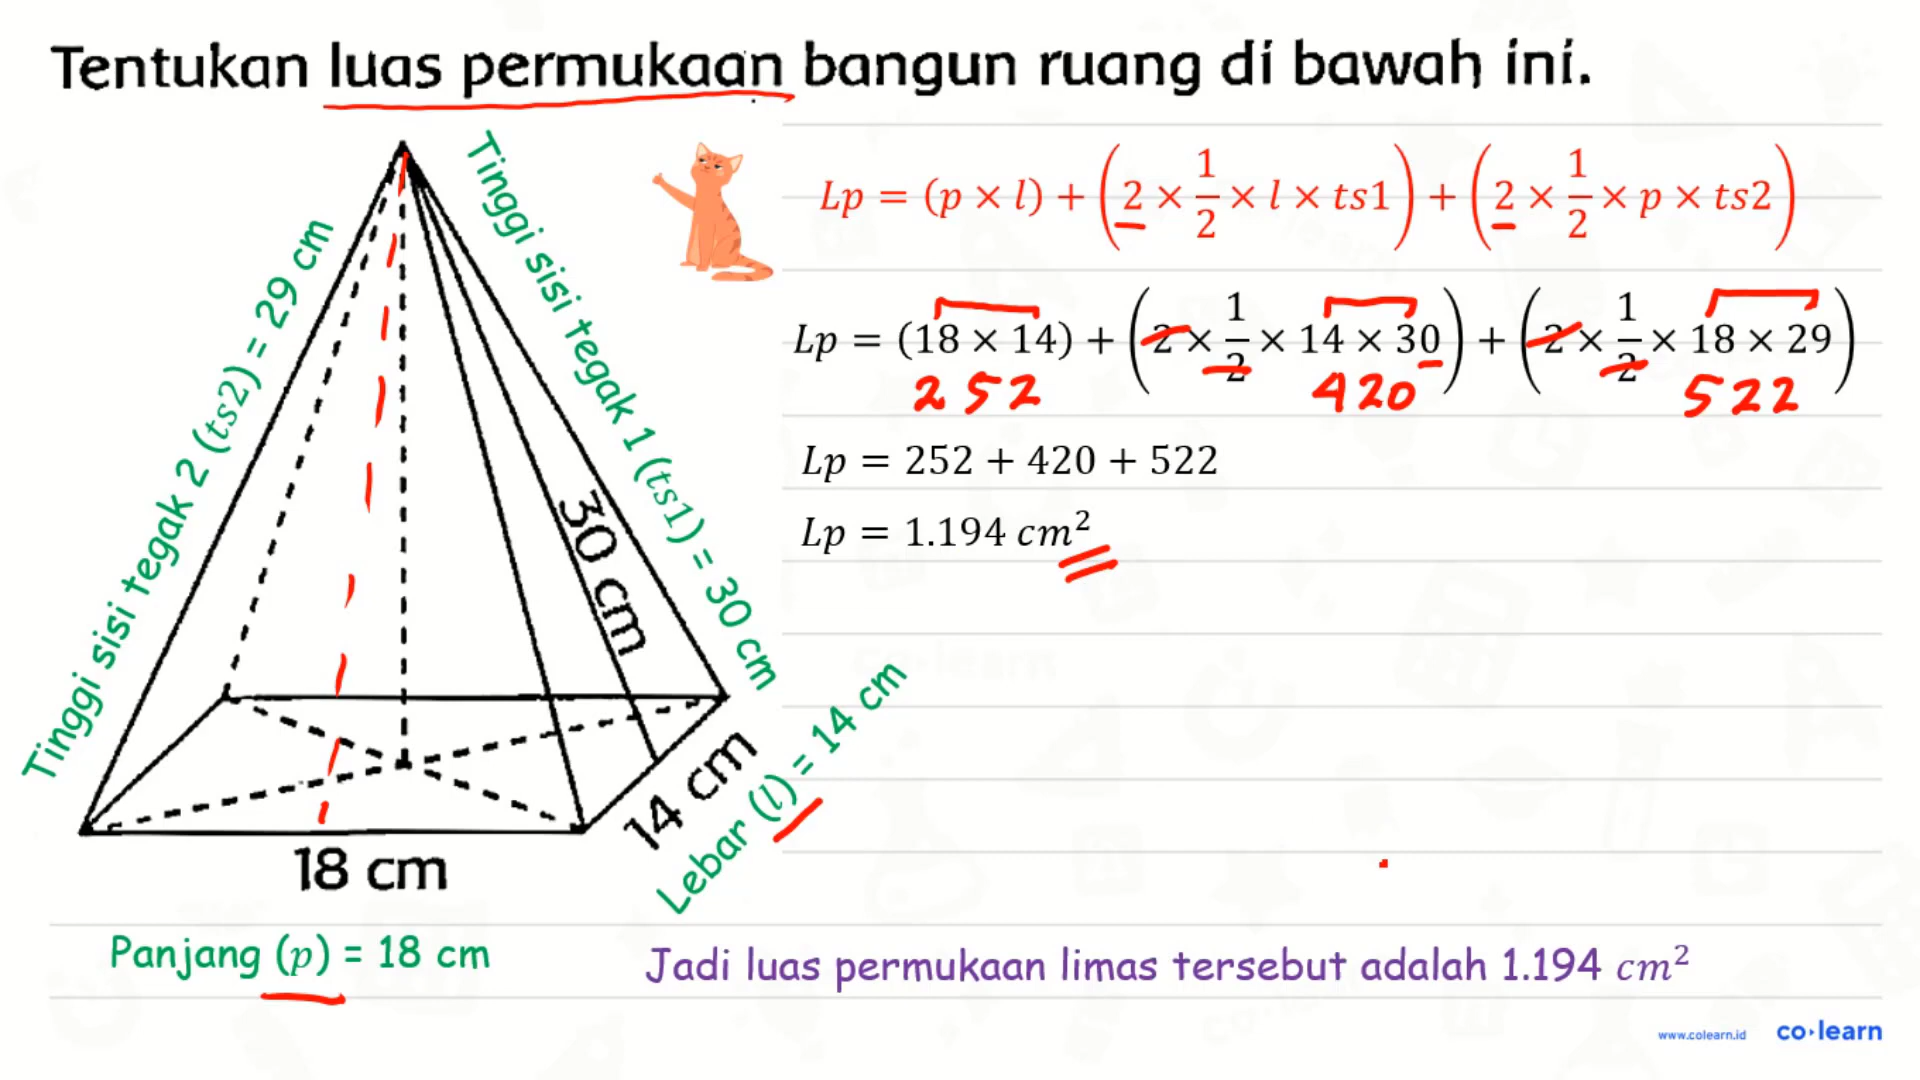 Tentukan luas permukaan bangun ruang di bawah ini.
Tinggi sisi tegak 2 (ts2) = 29 cm
Tinggi sisi tegak 1 (ts1) = 30 cm
30 cm
14 cm
Lebar (l) = 14 cm
18 cm
Panjang (p) = 18 cm
Lp = (p × l) + (2 × 1/2 × l × ts1) + (2 × 1/2 × p × ts2)
Lp = (18 × 14) + (2 × 1/2 × 14 × 30) + (2 × 1/2 × 18 × 29)
252 420 522
Lp = 252 + 420 + 522
Lp = 1.194 cm²
Jadi luas permukaan limas tersebut adalah 1.194 cm²
www.colearn.id co·learn